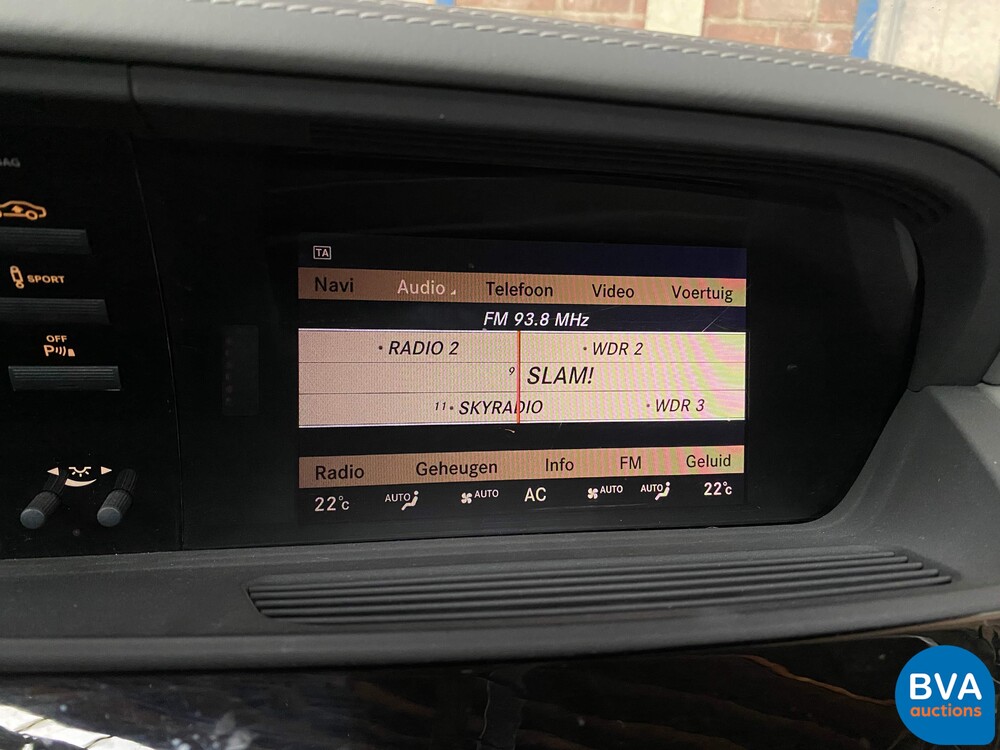 AG
SPORT
OFF
P
TA
Navi Audio Telefoon Video Voertuig
FM 93.8 MHz
• RADIO 2 • WDR 2
9 SLAM!
11 • SKYRADIO • WDR 3
Radio Geheugen Info FM Geluid
22°C AUTO AUTO AC AUTO AUTO 22°C
BVA
auctions